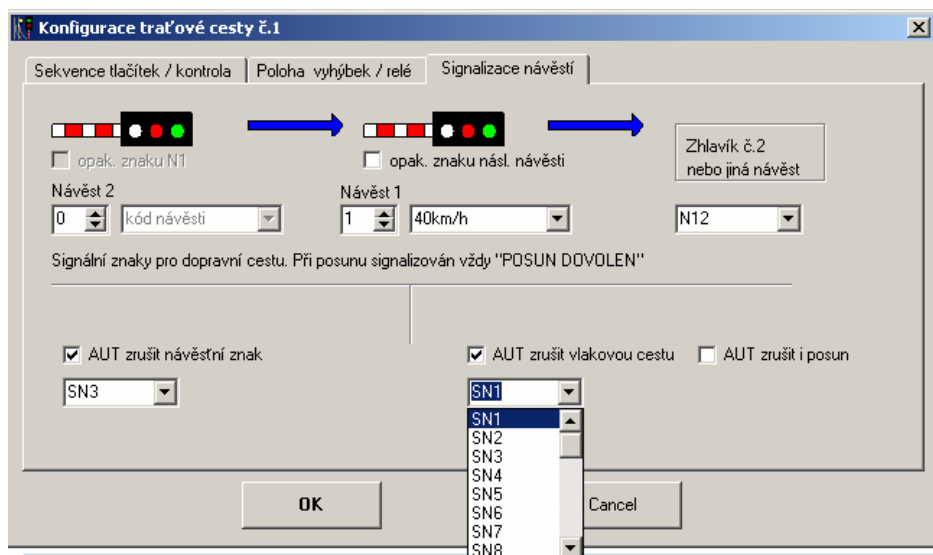 Konfigurace traťové cesty č.1
Sekvence tlačítek / kontrola
Poloha vyhýbek / relé
Signalizace návěstí
opak. znaku N1
opak. znaku násl. návěsti
Zhlavík č.2
nebo jiná návěst
Návěst 2
Návěst 1
0
kód návěsti
1
40km/h
N12
Signální znaky pro dopravní cestu. Při posunu signalizován vždy "POSUN DOVOLEN"
AUT zrušit návěstní znak
AUT zrušit vlakovou cestu
AUT zrušit i posun
SN3
SN1
SN1
SN2
SN3
SN4
SN5
SN6
SN7
SN8
OK
Cancel